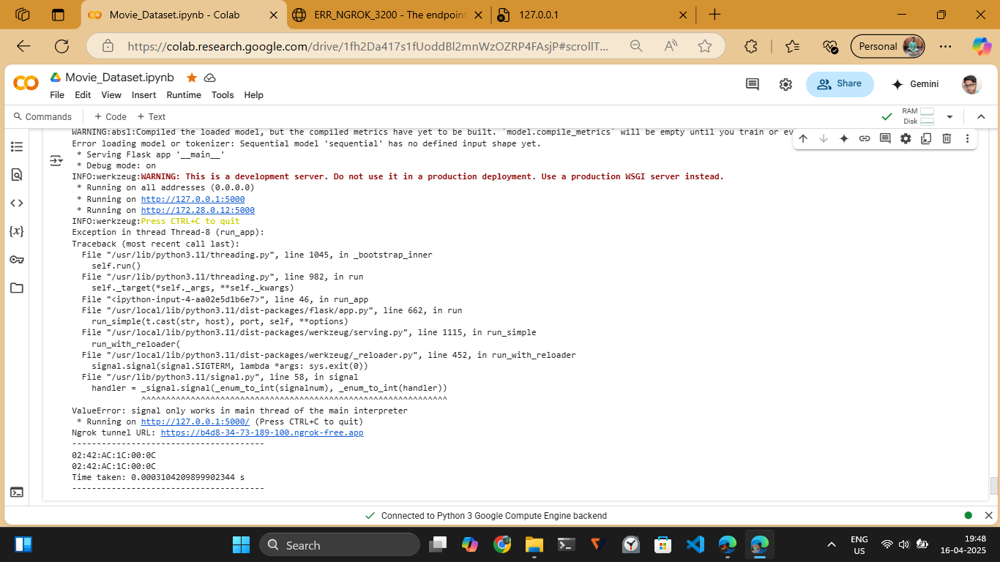 Movie_Dataset.ipynb - Colab
ERR_NGROK_3200 - The endpoint
127.0.0.1
https://colab.research.google.com/drive/1fh2Da417s1fUoddBl2mnWzOZRP4FAsjP#scrollT...
Personal
Movie_Dataset.ipynb
File Edit View Insert Runtime Tools Help
Share
Gemini
Commands + Code + Text
RAM
Disk
WARNING:absl:Compiled the loaded model, but the compiled metrics have yet to be built. `model.compile_metrics` will be empty until you train or ev
Error loading model or tokenizer: Sequential model 'sequential' has no defined input shape yet.
* Serving Flask app '__main__'
* Debug mode: on
INFO:werkzeug:WARNING: This is a development server. Do not use it in a production deployment. Use a production WSGI server instead.
* Running on all addresses (0.0.0.0)
* Running on http://127.0.0.1:5000
* Running on http://172.28.0.12:5000
INFO:werkzeug:Press CTRL+C to quit
Exception in thread Thread-8 (run_app):
Traceback (most recent call last):
File "/usr/lib/python3.11/threading.py", line 1045, in _bootstrap_inner
self.run()
File "/usr/lib/python3.11/threading.py", line 982, in run
self._target(*self._args, **self._kwargs)
File "<ipython-input-4-aa02e5d1b6e7>", line 46, in run_app
File "/usr/local/lib/python3.11/dist-packages/flask/app.py", line 662, in run
run_simple(t.cast(str, host), port, self, **options)
File "/usr/local/lib/python3.11/dist-packages/werkzeug/serving.py", line 1115, in run_simple
run_with_reloader(
File "/usr/local/lib/python3.11/dist-packages/werkzeug/_reloader.py", line 452, in run_with_reloader
signal.signal(signal.SIGTERM, lambda *args: sys.exit(0))
File "/usr/lib/python3.11/signal.py", line 58, in signal
handler = _signal.signal(_enum_to_int(signalnum), _enum_to_int(handler))
^^^^^^^^^^^^^^^^^^^^^^^^^^^^^^^^^^^^^^^^^^^^^^^^^^^^^^^^^^^^^^
ValueError: signal only works in main thread of the main interpreter
* Running on http://127.0.0.1:5000/ (Press CTRL+C to quit)
Ngrok tunnel URL: https://b4d8-34-73-189-100.ngrok-free.app
---------------------------------------
02:42:AC:1C:00:0C
02:42:AC:1C:00:0C
Time taken: 0.0003104209899902344 s
---------------------------------------
Connected to Python 3 Google Compute Engine backend
Search
ENG
US
19:48
16-04-2025